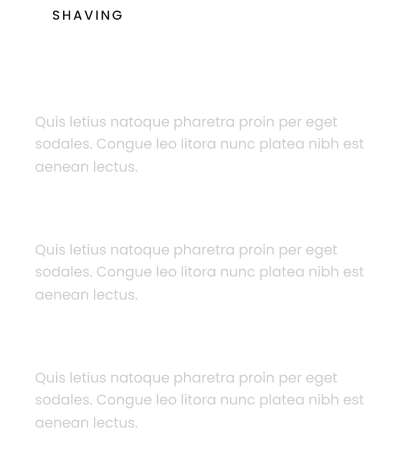 SHAVING
Quis letius natoque pharetra proin per eget
sodales. Congue leo litora nunc platea nibh est
aenean lectus.
Quis letius natoque pharetra proin per eget
sodales. Congue leo litora nunc platea nibh est
aenean lectus.
Quis letius natoque pharetra proin per eget
sodales. Congue leo litora nunc platea nibh est
aenean lectus.